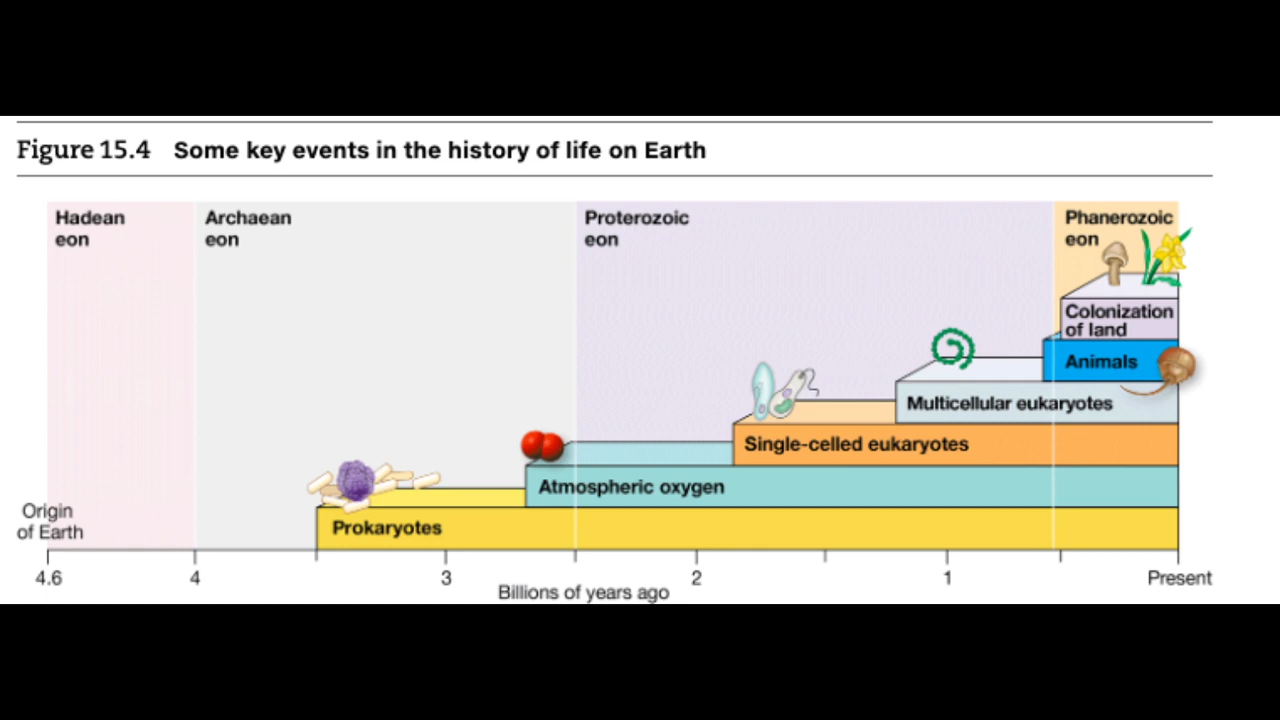 Figure 15.4 Some key events in the history of life on Earth
Hadean
eon
Archaean
eon
Proterozoic
eon
Phanerozoic
eon
Colonization
of land
Animals
Multicellular eukaryotes
Single-celled eukaryotes
Atmospheric oxygen
Prokaryotes
Origin
of Earth
4.6 4 3 2 1 Present
Billions of years ago